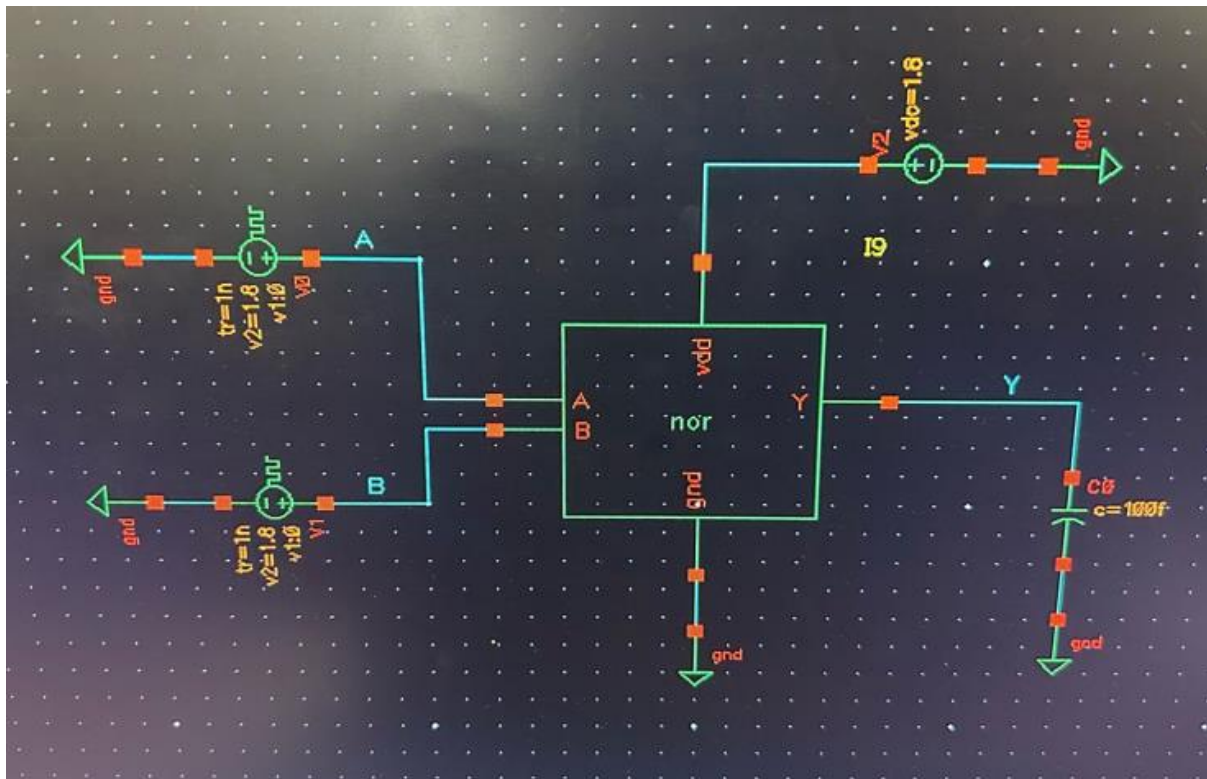 vdc=1.8
V2
gnd
I9
A
V0
gnd
tr=1n
v2=1.8
v1:0
vdd
A
B
nor
Y
gnd
Y
B
V1
gnd
tr=1n
v2=1.8
v1:0
C0
c=100f
gnd
gnd